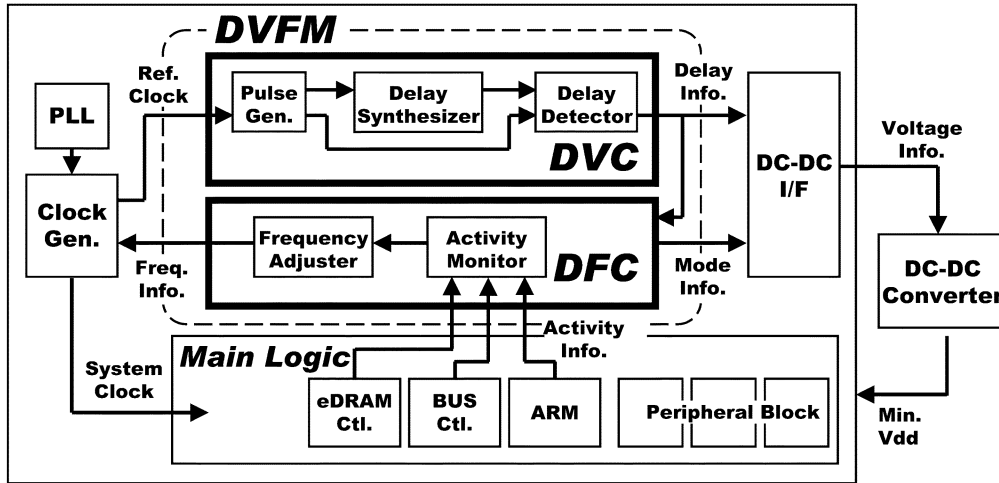 DVFM
Ref.
Clock
Pulse
Gen.
Delay
Synthesizer
Delay
Detector
Delay
Info.
DVC
PLL
Clock
Gen.
DC-DC
I/F
Voltage
Info.
Frequency
Adjuster
Activity
Monitor
DFC
Freq.
Info.
Mode
Info.
DC-DC
Converter
Activity
Info.
Main Logic
System
Clock
eDRAM
Ctl.
BUS
Ctl.
ARM
Peripheral Block
Min.
Vdd